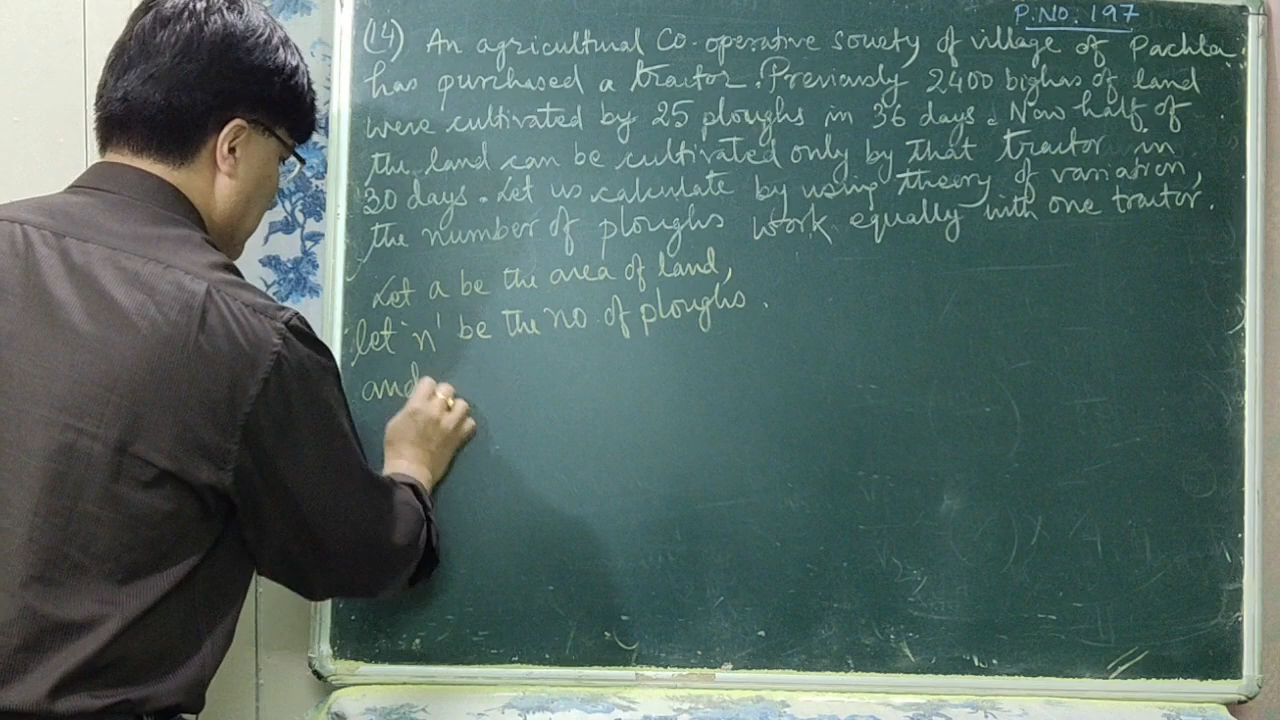 P.NO. 197
(14) An agricultural Co-operative society of village of Pachla
has purchased a tractor. Previously 2400 bighas of land
were cultivated by 25 ploughs in 36 days. Now half of
the land can be cultivated only by that tractor in
30 days. Let us calculate by using theory of variation,
the number of ploughs work equally with one tractor.
Let a be the area of land,
let 'n' be the no. of ploughs.
and